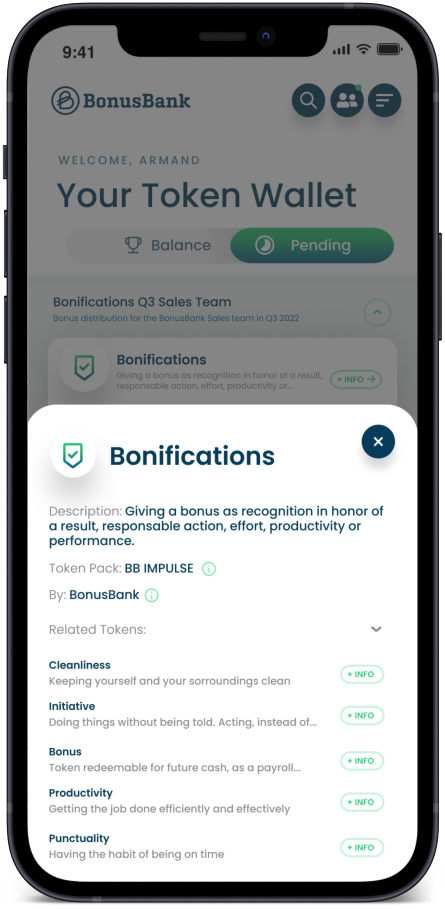 9:41
BonusBank
WELCOME, ARMAND
Your Token Wallet
Balance
Pending
Bonifications Q3 Sales Team
Bonus distribution for the BonusBank Sales team in Q3 2022
Bonifications
Giving a bonus as recognition in honor of a result,
responsable action, effort, productivity or...
+ INFO →
Bonifications
Description: Giving a bonus as recognition in honor of
a result, responsable action, effort, productivity or
performance.
Token Pack: BB IMPULSE
By: BonusBank
Related Tokens:
Cleanliness
Keeping yourself and your sorroundings clean
+ INFO
Initiative
Doing things without being told. Acting, instead of...
+ INFO
Bonus
Token redeemable for future cash, as a payroll...
+ INFO
Productivity
Getting the job done efficiently and effectively
+ INFO
Punctuality
Having the habit of being on time
+ INFO